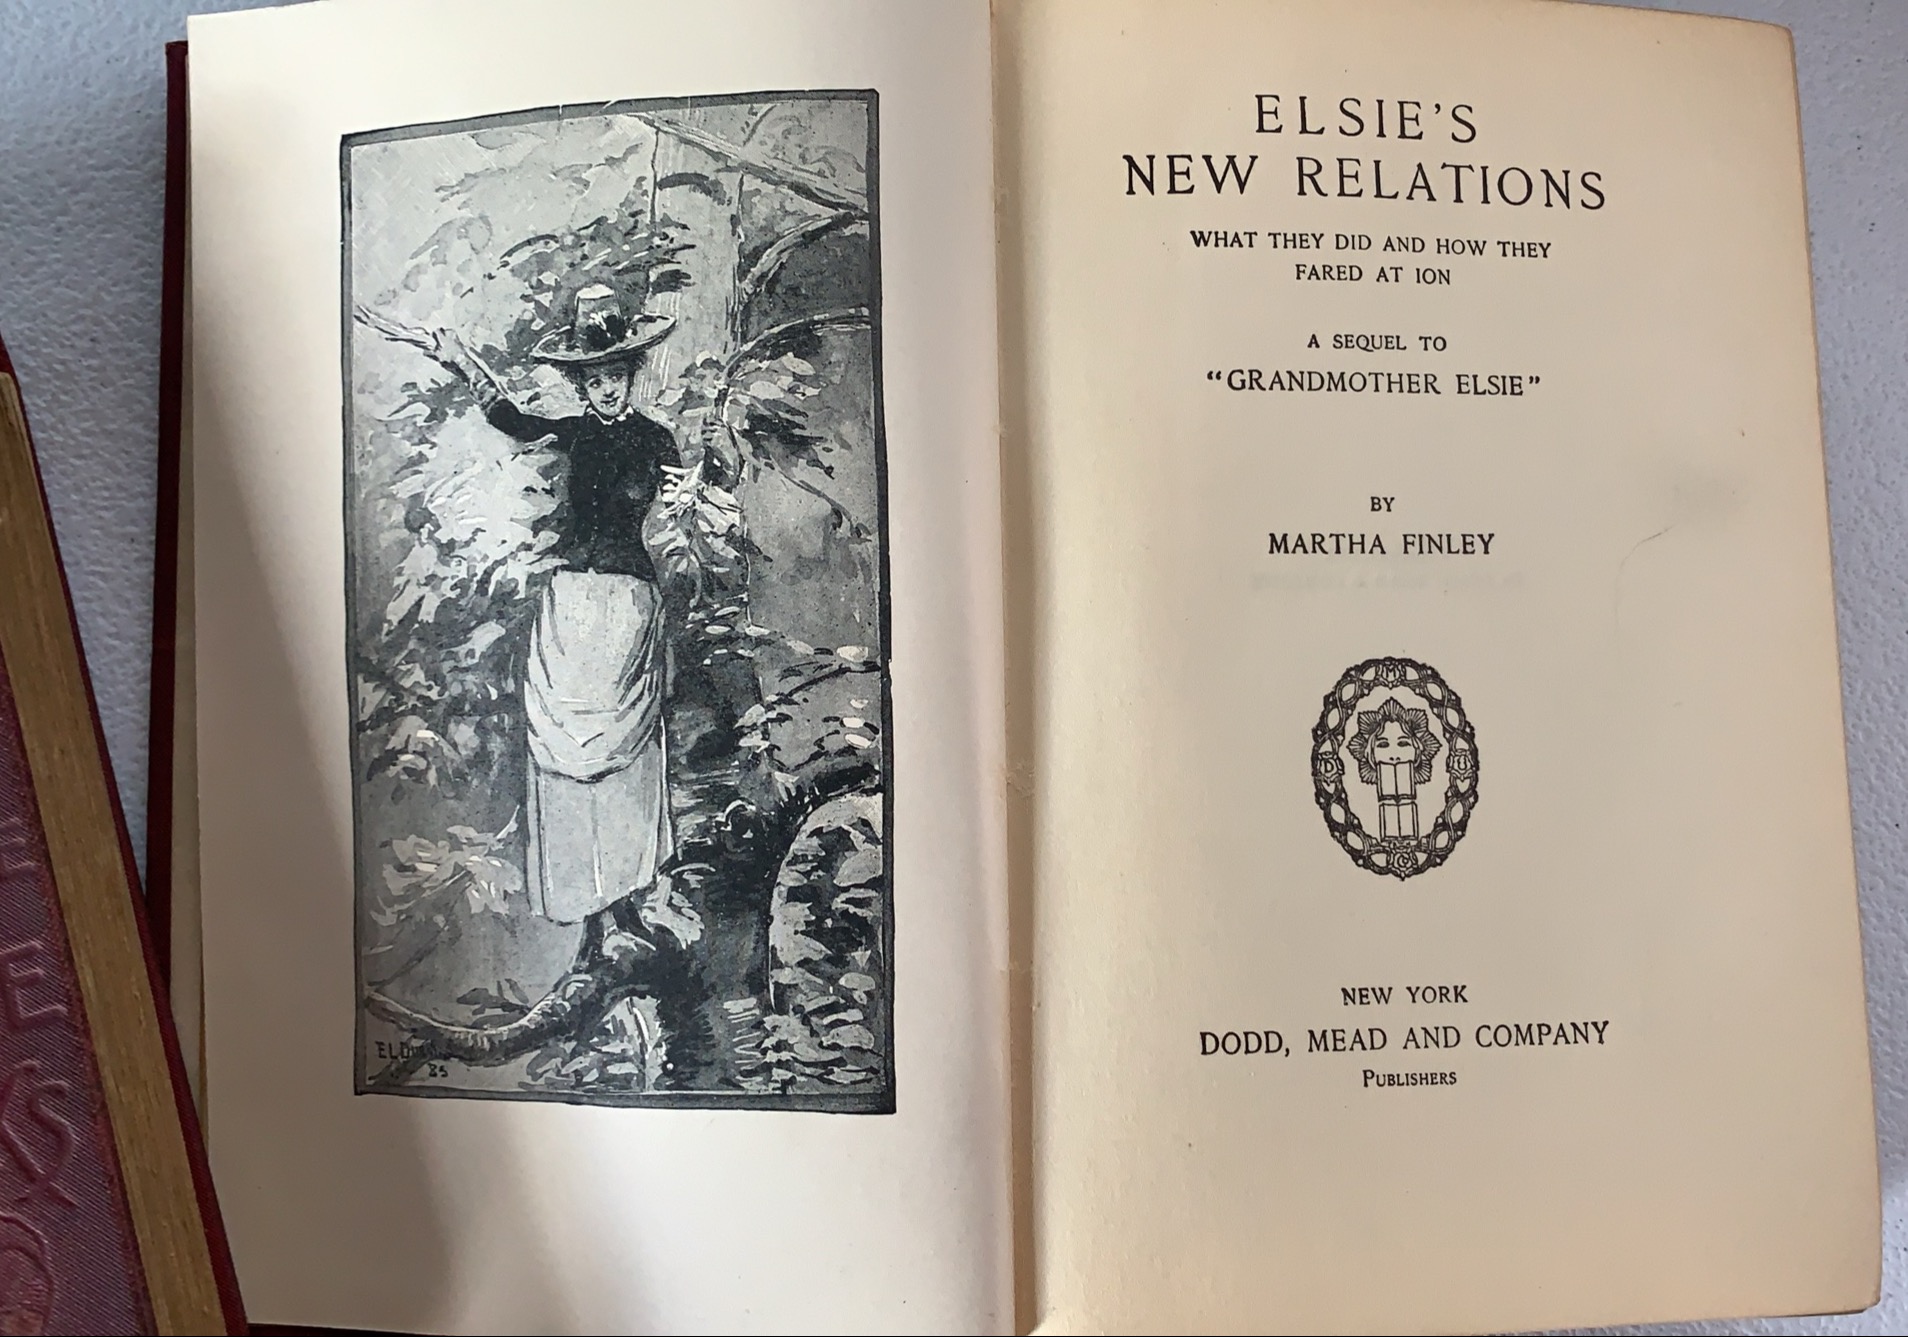 ELSIE'S
NEW RELATIONS
WHAT THEY DID AND HOW THEY
FARED AT ION
A SEQUEL TO
"GRANDMOTHER ELSIE"
BY
MARTHA FINLEY
NEW YORK
DODD, MEAD AND COMPANY
PUBLISHERS